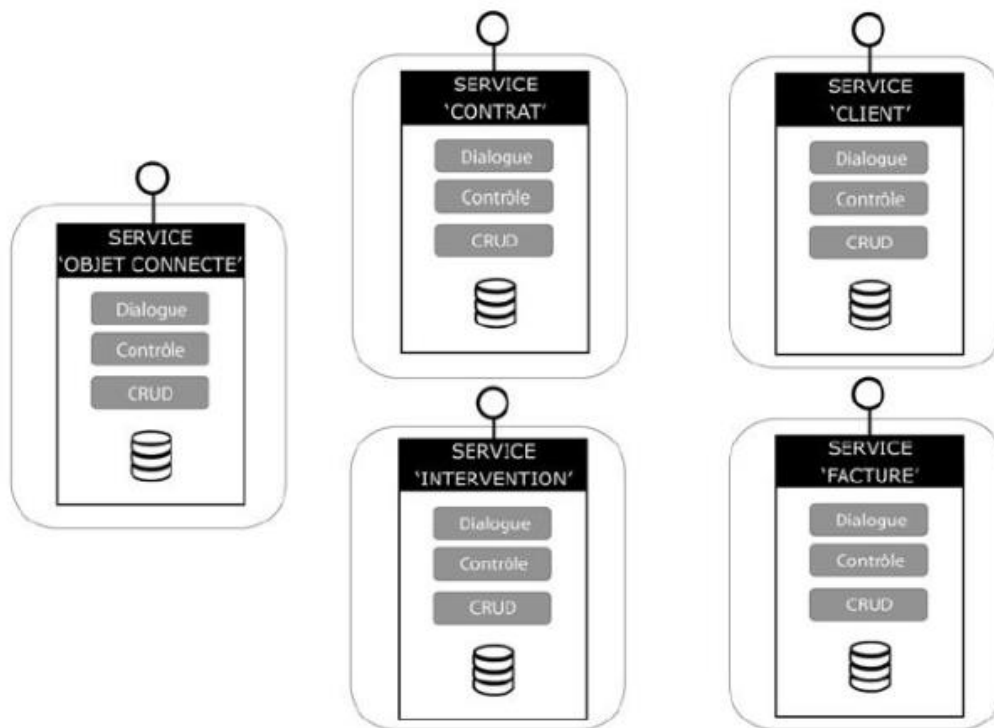 SERVICE
'OBJET CONNECTE'
Dialogue
Contrôle
CRUD
SERVICE
'CONTRAT'
Dialogue
Contrôle
CRUD
SERVICE
'CLIENT'
Dialogue
Contrôle
CRUD
SERVICE
'INTERVENTION'
Dialogue
Contrôle
CRUD
SERVICE
'FACTURE'
Dialogue
Contrôle
CRUD